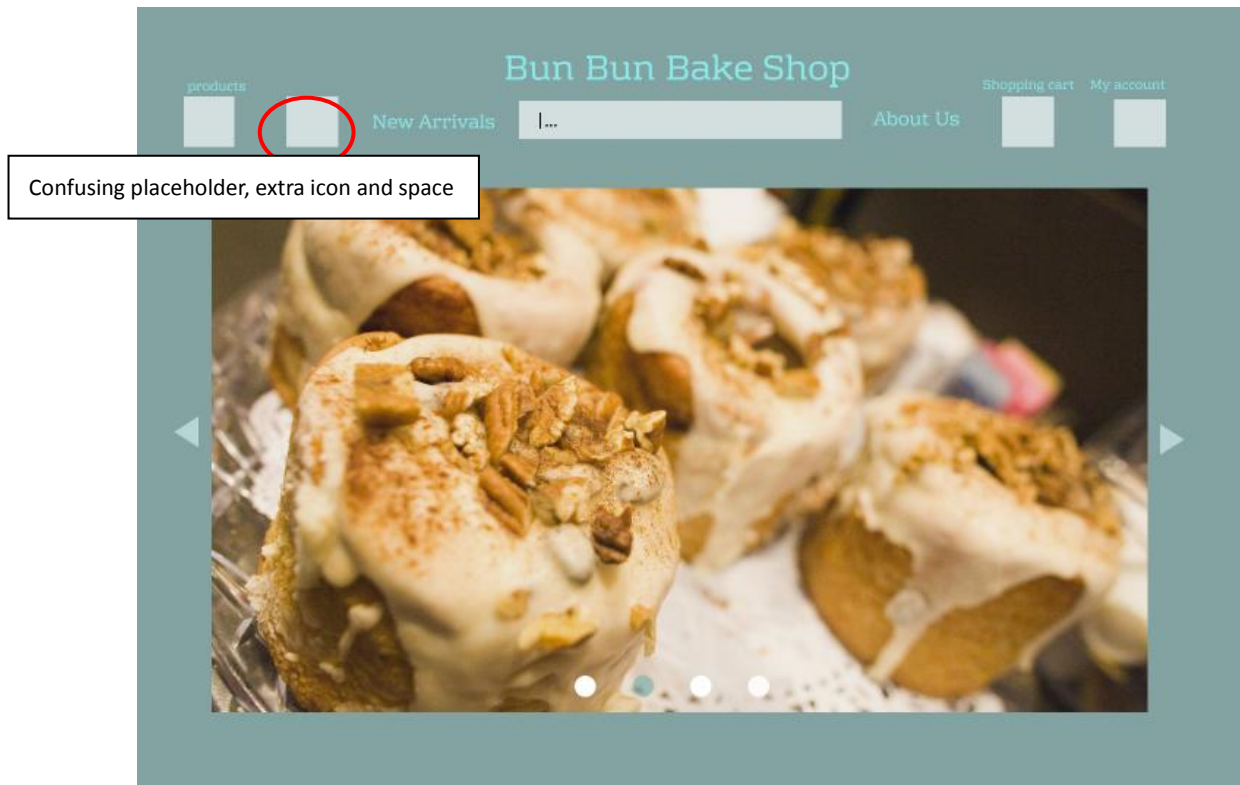 Bun Bun Bake Shop
products
Shopping cart
My account
New Arrivals
|...
About Us
Confusing placeholder, extra icon and space